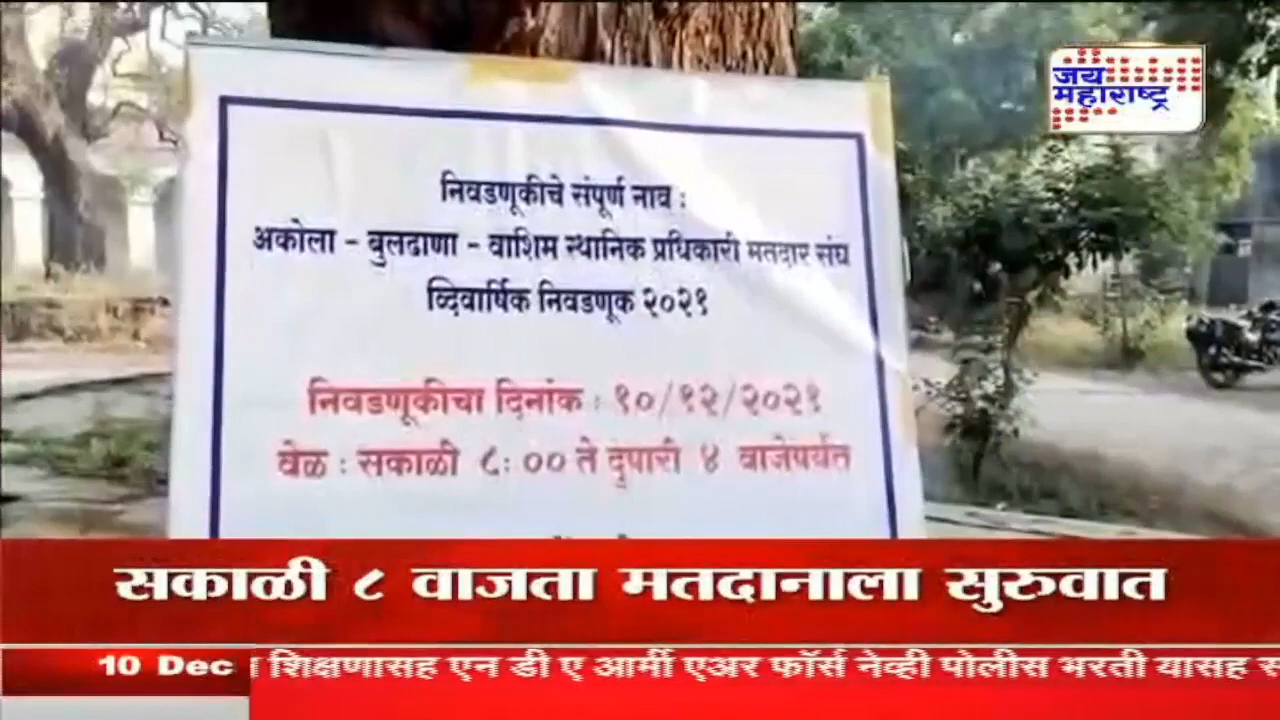 जय
महाराष्ट्र
निवडणूकीचे संपूर्ण नाव :
अकोला - बुलढाणा - वाशिम स्थानिक प्रधिकारी मतदार संघ
व्दिवार्षिक निवडणूक २०२१
निवडणूकीचा दिनांक : १०/१२/२०२१
वेळ : सकाळी ८: ०० ते दुपारी ४ वाजेपर्यंत
सकाळी ८ वाजता मतदानाला सुरुवात
10 Dec शिक्षणासह एन डी ए आर्मी एअर फॉर्स नेव्ही पोलीस भरती यासह